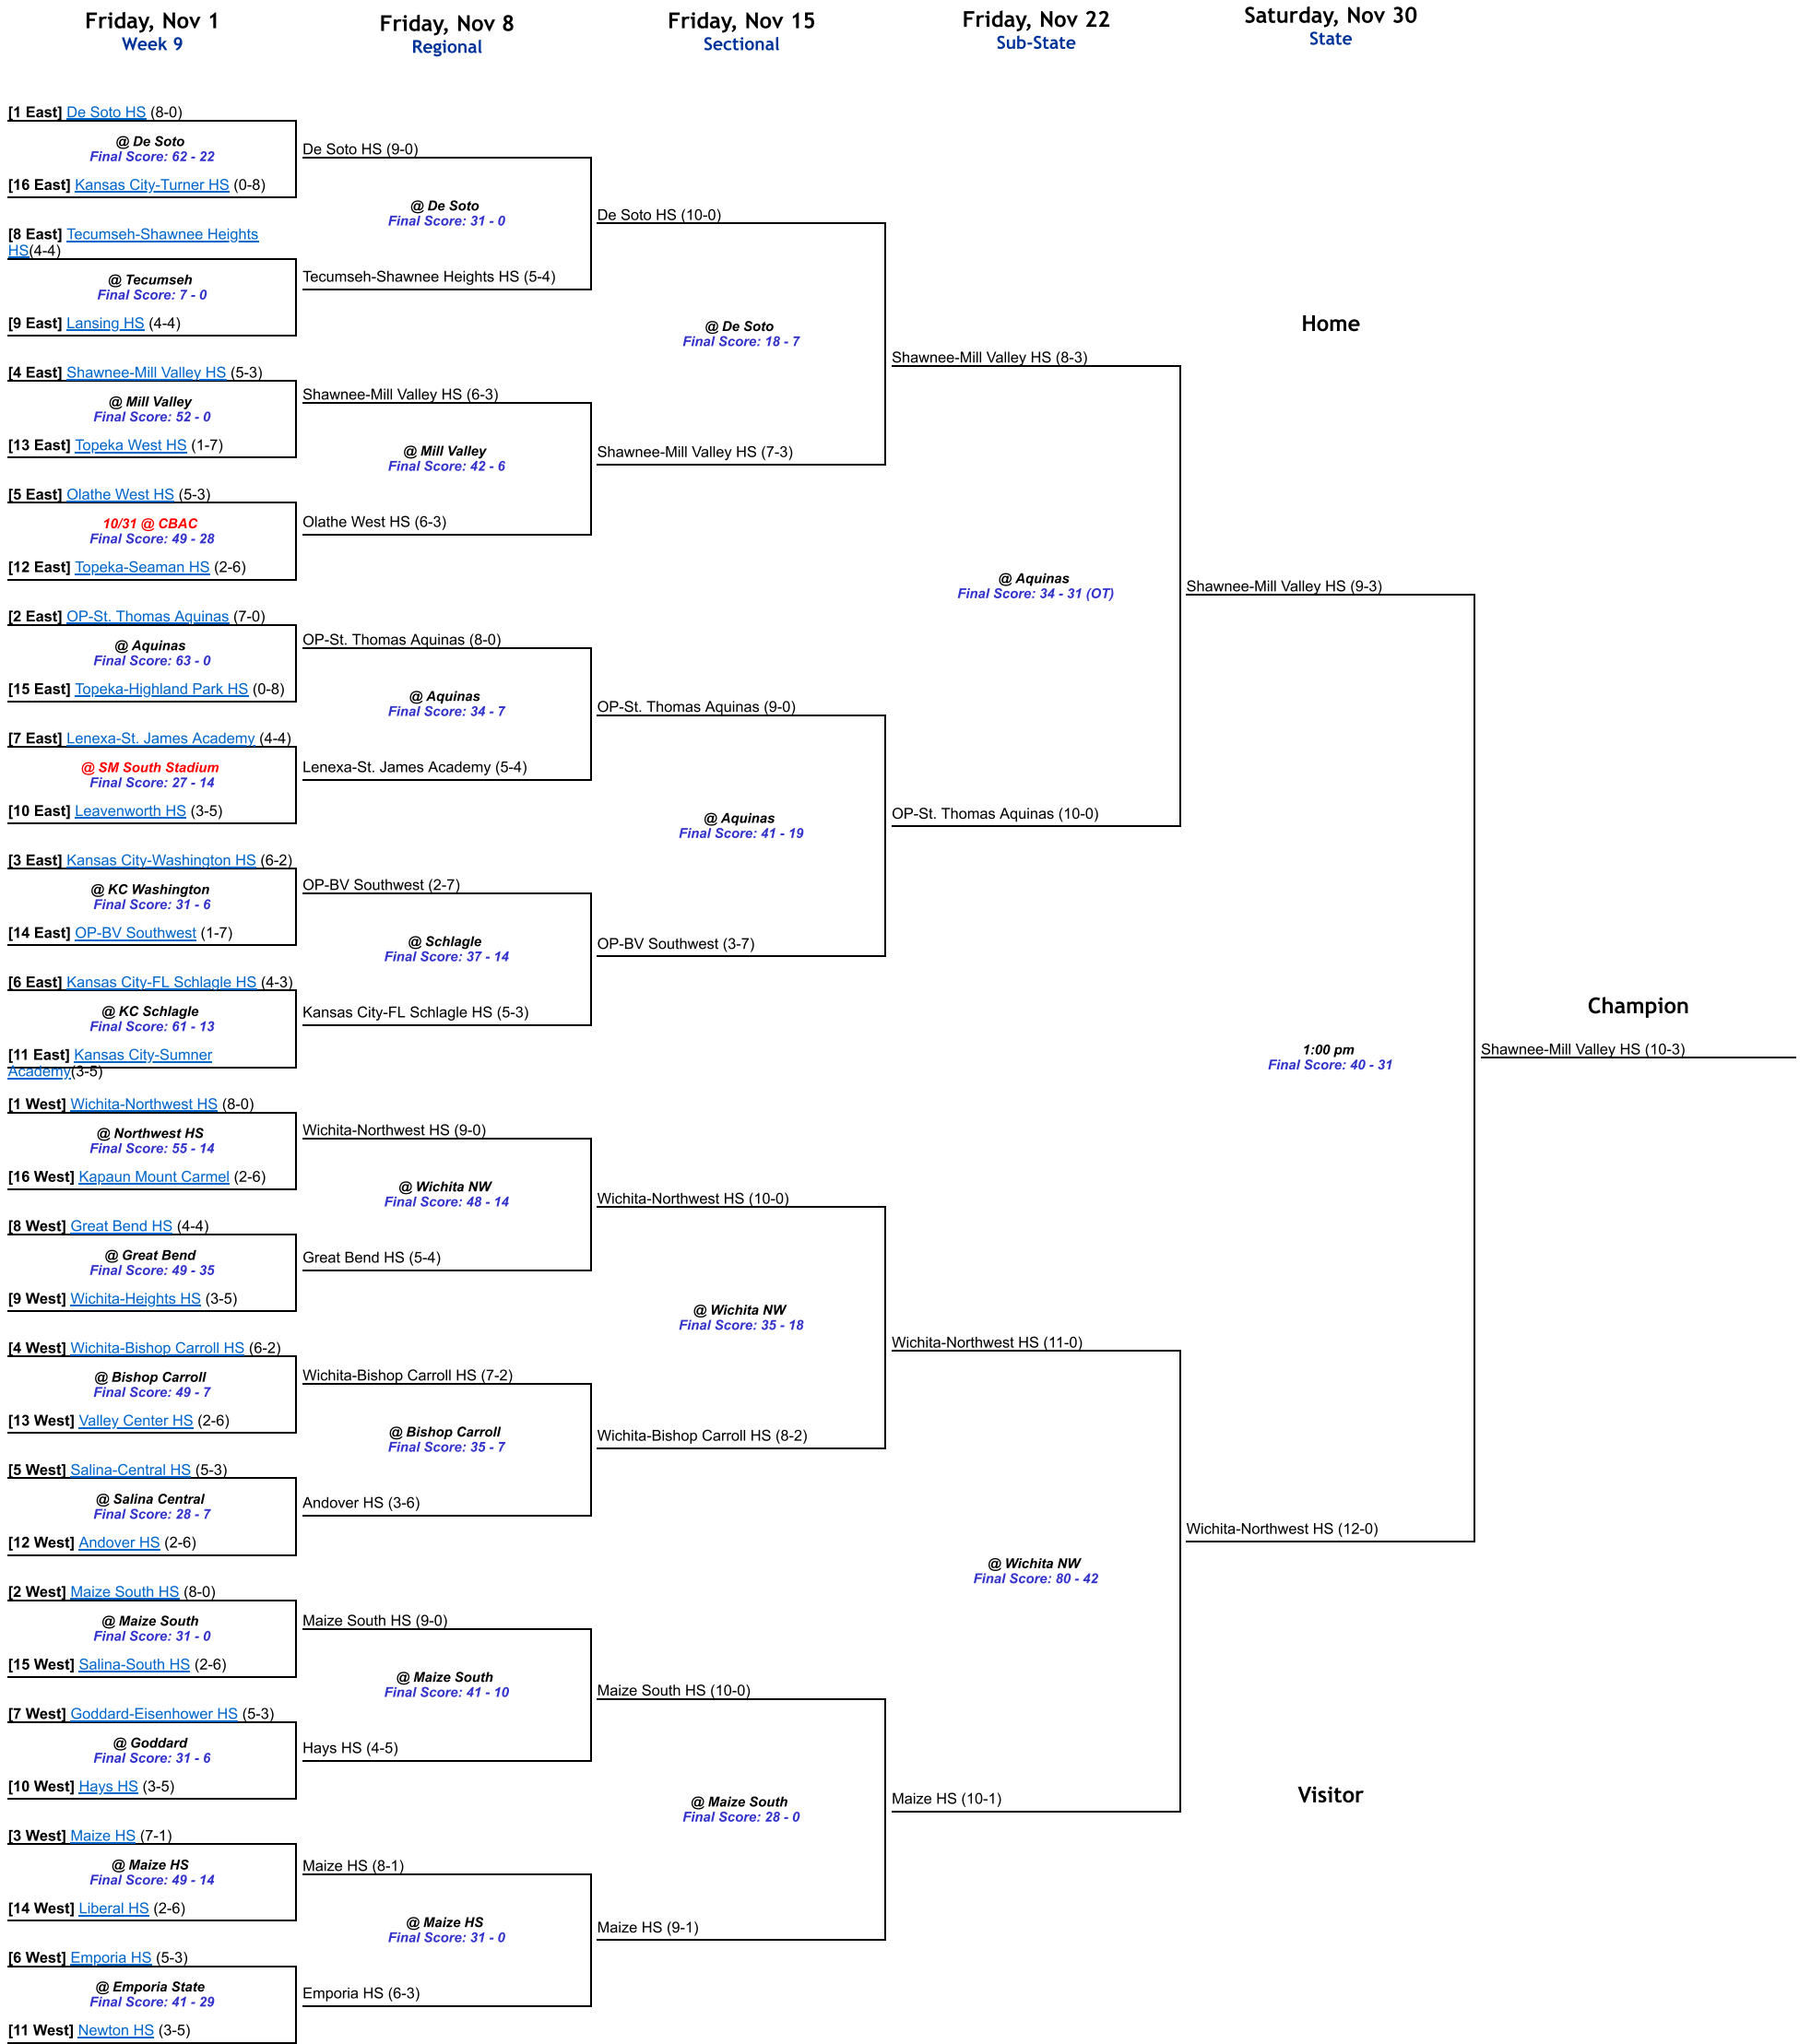 Friday, Nov 1
Week 9
Friday, Nov 8
Regional
Friday, Nov 15
Sectional
Friday, Nov 22
Sub-State
Saturday, Nov 30
State
[1 East] De Soto HS (8-0)
@ De Soto
Final Score: 62 - 22
[16 East] Kansas City-Turner HS (0-8)
[8 East] Tecumseh-Shawnee Heights
HS(4-4)
@ Tecumseh
Final Score: 7 - 0
[9 East] Lansing HS (4-4)
[4 East] Shawnee-Mill Valley HS (5-3)
@ Mill Valley
Final Score: 52 - 0
[13 East] Topeka West HS (1-7)
[5 East] Olathe West HS (5-3)
10/31 @ CBAC
Final Score: 49 - 28
[12 East] Topeka-Seaman HS (2-6)
[2 East] OP-St. Thomas Aquinas (7-0)
@ Aquinas
Final Score: 63 - 0
[15 East] Topeka-Highland Park HS (0-8)
[7 East] Lenexa-St. James Academy (4-4)
@ SM South Stadium
Final Score: 27 - 14
[10 East] Leavenworth HS (3-5)
[3 East] Kansas City-Washington HS (6-2)
@ KC Washington
Final Score: 31 - 6
[14 East] OP-BV Southwest (1-7)
[6 East] Kansas City-FL Schlagle HS (4-3)
@ KC Schlagle
Final Score: 61 - 13
[11 East] Kansas City-Sumner
Academy(3-5)
[1 West] Wichita-Northwest HS (8-0)
@ Northwest HS
Final Score: 55 - 14
[16 West] Kapaun Mount Carmel (2-6)
[8 West] Great Bend HS (4-4)
@ Great Bend
Final Score: 49 - 35
[9 West] Wichita-Heights HS (3-5)
[4 West] Wichita-Bishop Carroll HS (6-2)
@ Bishop Carroll
Final Score: 49 - 7
[13 West] Valley Center HS (2-6)
[5 West] Salina-Central HS (5-3)
@ Salina Central
Final Score: 28 - 7
[12 West] Andover HS (2-6)
[2 West] Maize South HS (8-0)
@ Maize South
Final Score: 31 - 0
[15 West] Salina-South HS (2-6)
[7 West] Goddard-Eisenhower HS (5-3)
@ Goddard
Final Score: 31 - 6
[10 West] Hays HS (3-5)
[3 West] Maize HS (7-1)
@ Maize HS
Final Score: 49 - 14
[14 West] Liberal HS (2-6)
[6 West] Emporia HS (5-3)
@ Emporia State
Final Score: 41 - 29
[11 West] Newton HS (3-5)
De Soto HS (9-0)
@ De Soto
Final Score: 31 - 0
Tecumseh-Shawnee Heights HS (5-4)
Shawnee-Mill Valley HS (6-3)
@ Mill Valley
Final Score: 42 - 6
Olathe West HS (6-3)
OP-St. Thomas Aquinas (8-0)
@ Aquinas
Final Score: 34 - 7
Lenexa-St. James Academy (5-4)
OP-BV Southwest (2-7)
@ Schlagle
Final Score: 37 - 14
Kansas City-FL Schlagle HS (5-3)
Wichita-Northwest HS (9-0)
@ Wichita NW
Final Score: 48 - 14
Great Bend HS (5-4)
Wichita-Bishop Carroll HS (7-2)
@ Bishop Carroll
Final Score: 35 - 7
Andover HS (3-6)
Maize South HS (9-0)
@ Maize South
Final Score: 41 - 10
Hays HS (4-5)
Maize HS (8-1)
@ Maize HS
Final Score: 31 - 0
Emporia HS (6-3)
De Soto HS (10-0)
@ De Soto
Final Score: 18 - 7
Shawnee-Mill Valley HS (7-3)
OP-St. Thomas Aquinas (9-0)
@ Aquinas
Final Score: 41 - 19
OP-BV Southwest (3-7)
Wichita-Northwest HS (10-0)
@ Wichita NW
Final Score: 35 - 18
Wichita-Bishop Carroll HS (8-2)
Maize South HS (10-0)
@ Maize South
Final Score: 28 - 0
Maize HS (9-1)
Shawnee-Mill Valley HS (8-3)
@ Aquinas
Final Score: 34 - 31 (OT)
OP-St. Thomas Aquinas (10-0)
Wichita-Northwest HS (11-0)
@ Wichita NW
Final Score: 80 - 42
Maize HS (10-1)
Home
Shawnee-Mill Valley HS (9-3)
1:00 pm
Final Score: 40 - 31
Wichita-Northwest HS (12-0)
Visitor
Champion
Shawnee-Mill Valley HS (10-3)